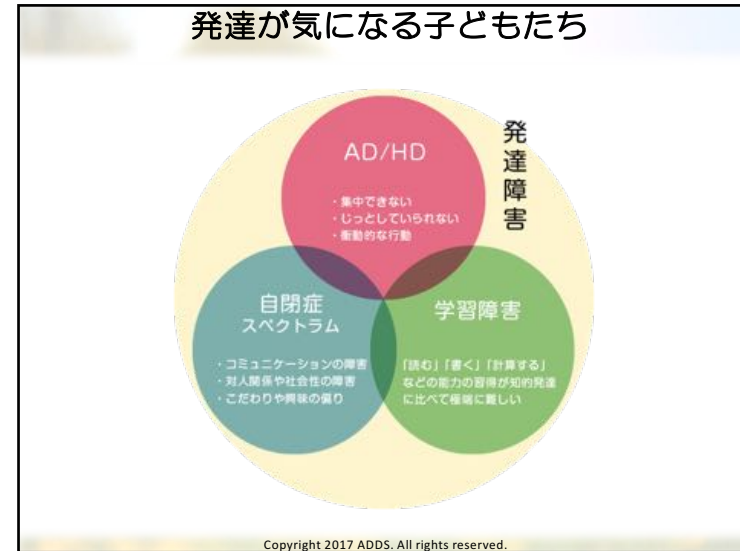 発達が気になる子どもたち
発達障害
AD/HD
・集中できない
・じっとしていられない
・衝動的な行動
自閉症
スペクトラム
・コミュニケーションの障害
・対人関係や社会性の障害
・こだわりや興味の偏り
学習障害
「読む」「書く」「計算する」
などの能力の習得が知的発達
に比べて極端に難しい
Copyright 2017 ADDS. All rights reserved.